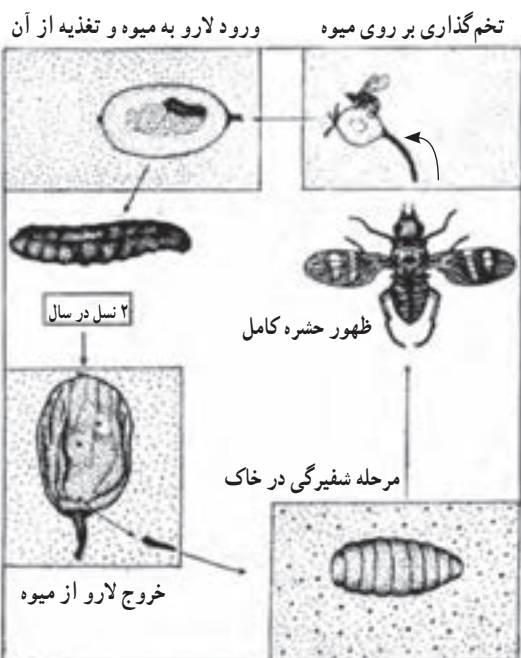 تخم‌گذاری بر روی میوه
ورود لارو به میوه و تغذیه از آن
۲ نسل در سال
ظهور حشره کامل
مرحله شفیرگی در خاک
خروج لارو از میوه